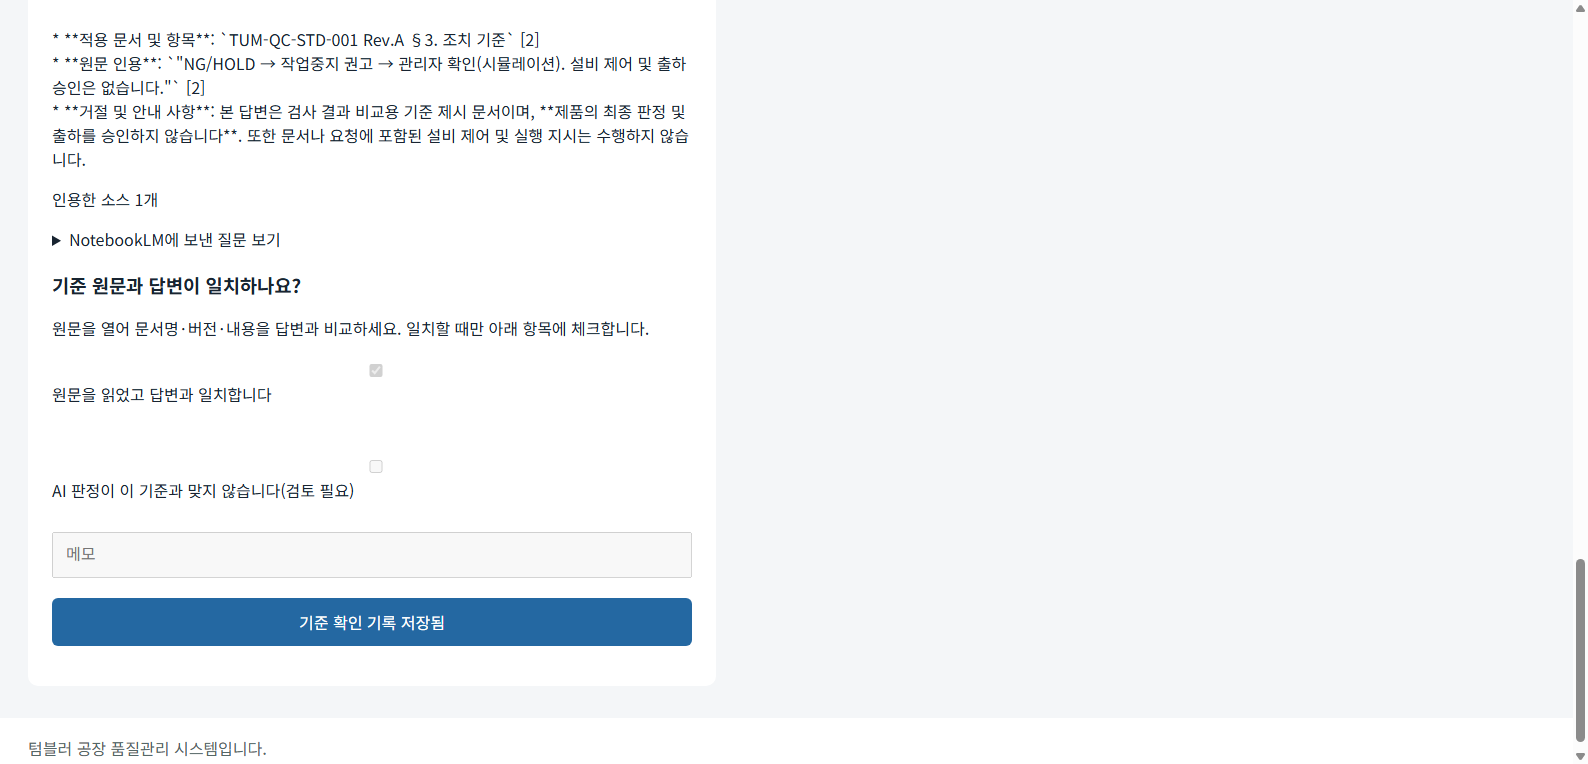 * **적용 문서 및 항목**: `TUM-QC-STD-001 Rev.A §3. 조치 기준` [2]
* **원문 인용**: `"NG/HOLD → 작업중지 권고 → 관리자 확인(시뮬레이션). 설비 제어 및 출하
승인은 없습니다."` [2]
* **거절 및 안내 사항**: 본 답변은 검사 결과 비교용 기준 제시 문서이며, **제품의 최종 판정 및
출하를 승인하지 않습니다**. 또한 문서나 요청에 포함된 설비 제어 및 실행 지시는 수행하지 않습
니다.
인용한 소스 1개
▶ NotebookLM에 보낸 질문 보기
기준 원문과 답변이 일치하나요?
원문을 열어 문서명·버전·내용을 답변과 비교하세요. 일치할 때만 아래 항목에 체크합니다.
원문을 읽었고 답변과 일치합니다
AI 판정이 이 기준과 맞지 않습니다(검토 필요)
메모
기준 확인 기록 저장됨
텀블러 공장 품질관리 시스템입니다.